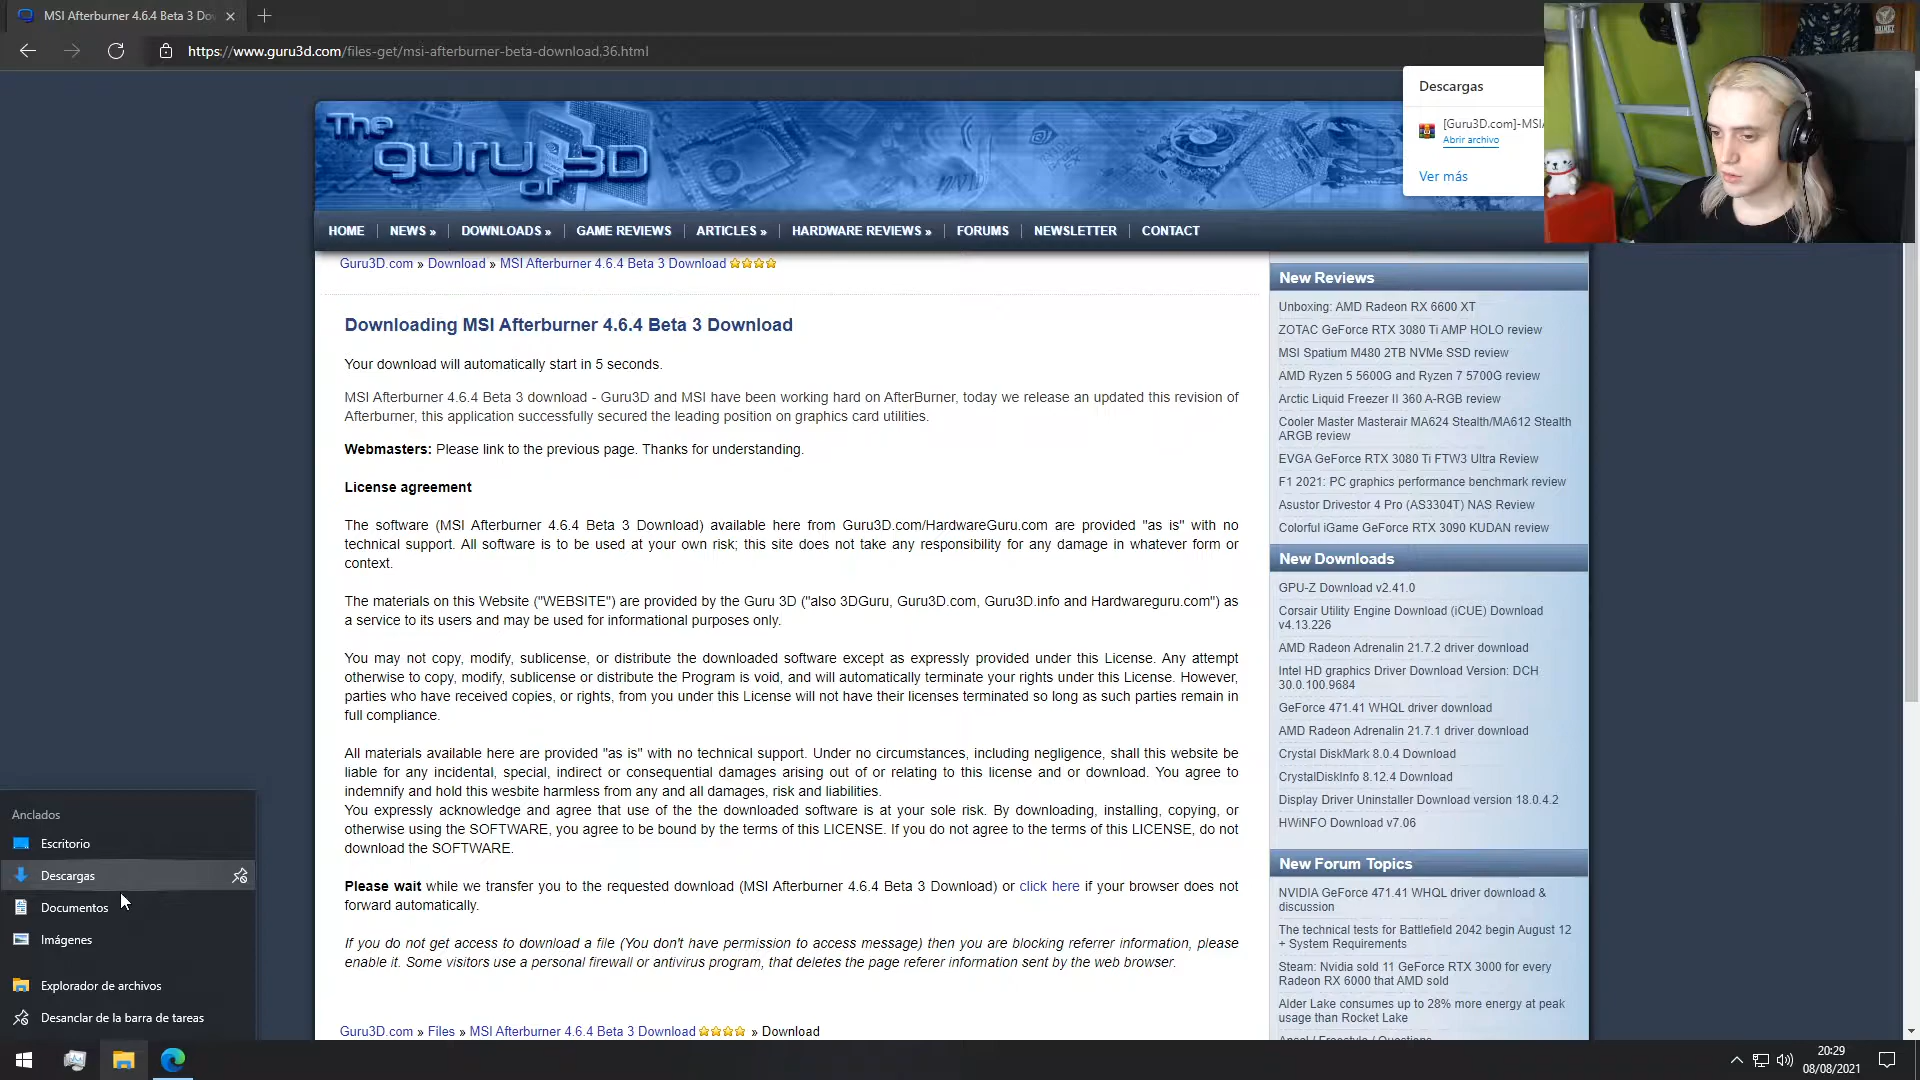 MSI Afterburner 4.6.4 Beta 3 Do
https://www.guru3d.com/files-get/msi-afterburner-beta-download,36.html
Descargas
[Guru3D.com]-MSI
Abrir archivo
Ver más
The guru of 3D
HOME
NEWS »
DOWNLOADS »
GAME REVIEWS
ARTICLES »
HARDWARE REVIEWS »
FORUMS
NEWSLETTER
CONTACT
Guru3D.com » Download » MSI Afterburner 4.6.4 Beta 3 Download
Downloading MSI Afterburner 4.6.4 Beta 3 Download
Your download will automatically start in 5 seconds.
MSI Afterburner 4.6.4 Beta 3 download - Guru3D and MSI have been working hard on AfterBurner, today we release an updated this revision of
Afterburner, this application successfully secured the leading position on graphics card utilities.
Webmasters: Please link to the previous page. Thanks for understanding.
License agreement
The software (MSI Afterburner 4.6.4 Beta 3 Download) available here from Guru3D.com/HardwareGuru.com are provided "as is" with no
technical support. All software is to be used at your own risk; this site does not take any responsibility for any damage in whatever form or
context.
The materials on this Website ("WEBSITE") are provided by the Guru 3D ("also 3DGuru, Guru3D.com, Guru3D.info and Hardwareguru.com") as
a service to its users and may be used for informational purposes only.
You may not copy, modify, sublicense, or distribute the downloaded software except as expressly provided under this License. Any attempt
otherwise to copy, modify, sublicense or distribute the Program is void, and will automatically terminate your rights under this License. However,
parties who have received copies, or rights, from you under this License will not have their licenses terminated so long as such parties remain in
full compliance.
All materials available here are provided "as is" with no technical support. Under no circumstances, including negligence, shall this website be
liable for any incidental, special, indirect or consequential damages arising out of or relating to this license and or download. You agree to
indemnify and hold this wesbite harmless from any and all damages, risk and liabilities.
You expressly acknowledge and agree that use of the the downloaded software is at your sole risk. By downloading, installing, copying, or
otherwise using the SOFTWARE, you agree to be bound by the terms of this LICENSE. If you do not agree to the terms of this LICENSE, do not
download the SOFTWARE.
Please wait while we transfer you to the requested download (MSI Afterburner 4.6.4 Beta 3 Download) or click here if your browser does not
forward automatically.
If you do not get access to download a file (You don't have permission to access message) then you are blocking referrer information, please
enable it. Some visitors use a personal firewall or antivirus program, that deletes the page referer information sent by the web browser.
Guru3D.com » Files » MSI Afterburner 4.6.4 Beta 3 Download » Download
New Reviews
Unboxing: AMD Radeon RX 6600 XT
ZOTAC GeForce RTX 3080 Ti AMP HOLO review
MSI Spatium M480 2TB NVMe SSD review
AMD Ryzen 5 5600G and Ryzen 7 5700G review
Arctic Liquid Freezer II 360 A-RGB review
Cooler Master Masterair MA624 Stealth/MA612 Stealth
ARGB review
EVGA GeForce RTX 3080 Ti FTW3 Ultra Review
F1 2021: PC graphics performance benchmark review
Asustor Drivestor 4 Pro (AS3304T) NAS Review
Colorful iGame GeForce RTX 3090 KUDAN review
New Downloads
GPU-Z Download v2.41.0
Corsair Utility Engine Download (iCUE) Download
v4.13.226
AMD Radeon Adrenalin 21.7.2 driver download
Intel HD graphics Driver Download Version: DCH
30.0.100.9684
GeForce 471.41 WHQL driver download
AMD Radeon Adrenalin 21.7.1 driver download
Crystal DiskMark 8.0.4 Download
CrystalDiskInfo 8.12.4 Download
Display Driver Uninstaller Download version 18.0.4.2
HWiNFO Download v7.06
New Forum Topics
NVIDIA GeForce 471.41 WHQL driver download &
discussion
The technical tests for Battlefield 2042 begin August 12
+ System Requirements
Steam: Nvidia sold 11 GeForce RTX 3000 for every
Radeon RX 6000 that AMD sold
Alder Lake consumes up to 28% more energy at peak
usage than Rocket Lake
Anclados
Escritorio
Descargas
Documentos
Imágenes
Explorador de archivos
Desanclar de la barra de tareas
20:29
08/08/2021